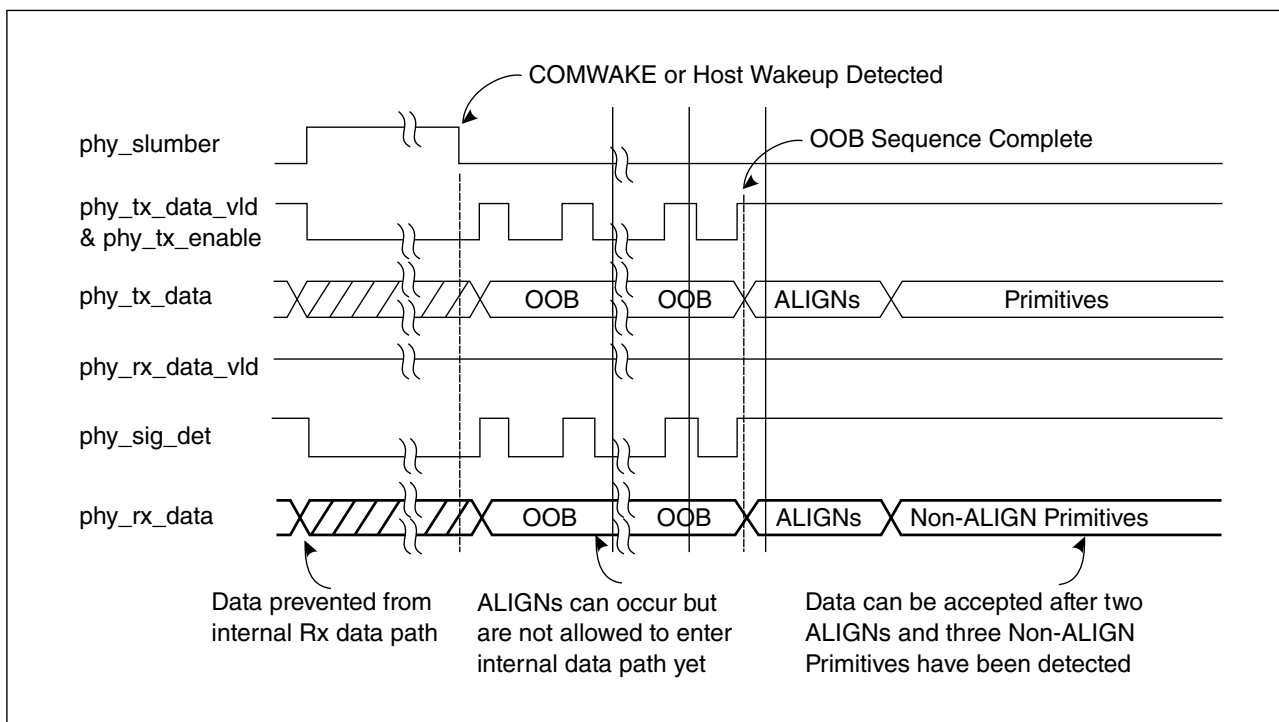 COMWAKE or Host Wakeup Detected
phy_slumber
OOB Sequence Complete
phy_tx_data_vld
& phy_tx_enable
phy_tx_data
OOB
OOB
ALIGNs
Primitives
phy_rx_data_vld
phy_sig_det
phy_rx_data
OOB
OOB
ALIGNs
Non-ALIGN Primitives
Data prevented from
internal Rx data path
ALIGNs can occur but
are not allowed to enter
internal data path yet
Data can be accepted after two
ALIGNs and three Non-ALIGN
Primitives have been detected